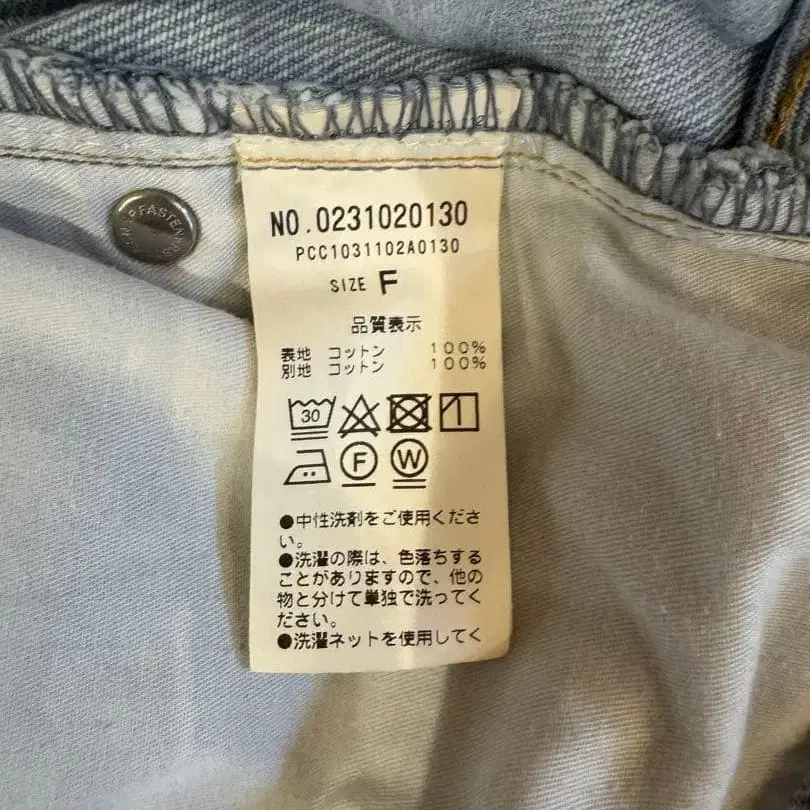 FASTEN
NO.0231020130
PCC1031102A0130
SIZE F
品質表示
表地 コットン 100%
別地 コットン 100%
30
F W
●中性洗剤をご使用くださ
い。
●洗濯の際は、色落ちする
ことがありますので、他の
物と分けて単独で洗ってく
ださい。
●洗濯ネットを使用してく